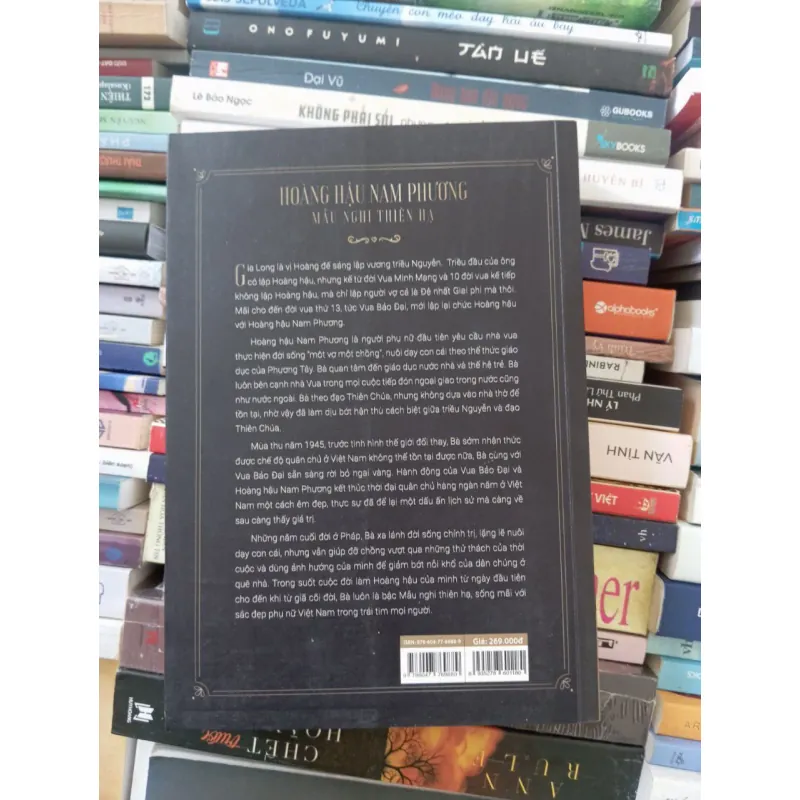 SEPÚLVEDA
Chuyện con mèo dạy hải âu bay
ONOFUYUMI
TÀN THẾ
Đại Vũ
GUBOOKS
Lê Bảo Ngọc
KHÔNG PHẢI SÓI
SKYBOOKS
THIỀN
172
HUYỀN BÍ
James
alphabooks
RABIN
LÝ NH
Phan Thứ L
VĂN TÌNH
VIỆT
HOÀNG HẬU NAM PHƯƠNG
MẪU NGHI THIÊN HẠ
Gia Long là vị Hoàng đế sáng lập vương triều Nguyễn. Triều đầu của ông
có lập Hoàng hậu, nhưng kể từ đời Vua Minh Mạng và 10 đời vua kế tiếp
không lập Hoàng hậu, mà chỉ lập người vợ cả là Đệ nhất Giai phi mà thôi.
Mãi cho đến đời vua thứ 13, tức Vua Bảo Đại, mới lập lại chức Hoàng hậu
với Hoàng hậu Nam Phương.
Hoàng hậu Nam Phương là người phụ nữ đầu tiên yêu cầu nhà vua
thực hiện đời sống "một vợ một chồng", nuôi dạy con cái theo thể thức giáo
dục của Phương Tây. Bà quan tâm đến giáo dục nước nhà và thế hệ trẻ. Bà
luôn bên cạnh nhà Vua trong mọi cuộc tiếp đón ngoại giao trong nước cũng
như nước ngoài. Bà theo đạo Thiên Chúa, nhưng không dựa vào nhà thờ để
tồn tại, nhờ vậy đã làm dịu bớt hận thù cách biệt giữa triều Nguyễn và đạo
Thiên Chúa.
Mùa thu năm 1945, trước tình hình thế giới đổi thay, Bà sớm nhận thức
được chế độ quân chủ ở Việt Nam không thể tồn tại được nữa, Bà cùng với
Vua Bảo Đại sẵn sàng rời bỏ ngai vàng. Hành động của Vua Bảo Đại và
Hoàng hậu Nam Phương kết thúc thời đại quân chủ hàng ngàn năm ở Việt
Nam một cách êm đẹp, thực sự đã để lại một dấu ấn lịch sử mà càng về
sau càng thấy giá trị.
Những năm cuối đời ở Pháp, Bà xa lánh đời sống chính trị, lặng lẽ nuôi
dạy con cái, nhưng vẫn giúp đỡ chồng vượt qua những thử thách của thời
cuộc và dùng ảnh hưởng của mình để giảm bớt nỗi khổ của dân chúng ở
quê nhà. Trong suốt cuộc đời làm Hoàng hậu của mình từ ngày đầu tiên
cho đến khi từ giã cõi đời, Bà luôn là bậc Mẫu nghi thiên hạ, sống mãi với
sắc đẹp phụ nữ Việt Nam trong trái tim mọi người.
Giá: 269.000đ
CHẾT trước
HOÀ
ANN
RULE